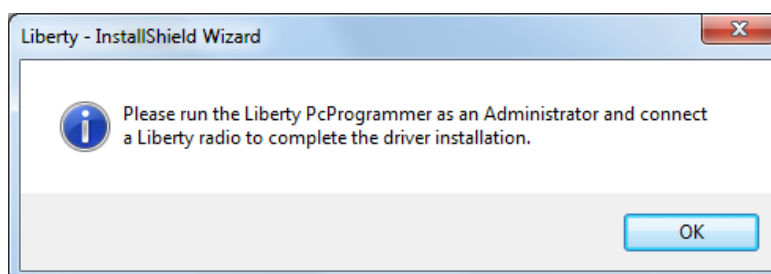 Liberty - InstallShield Wizard
Please run the Liberty PcProgrammer as an Administrator and connect
a Liberty radio to complete the driver installation.
OK